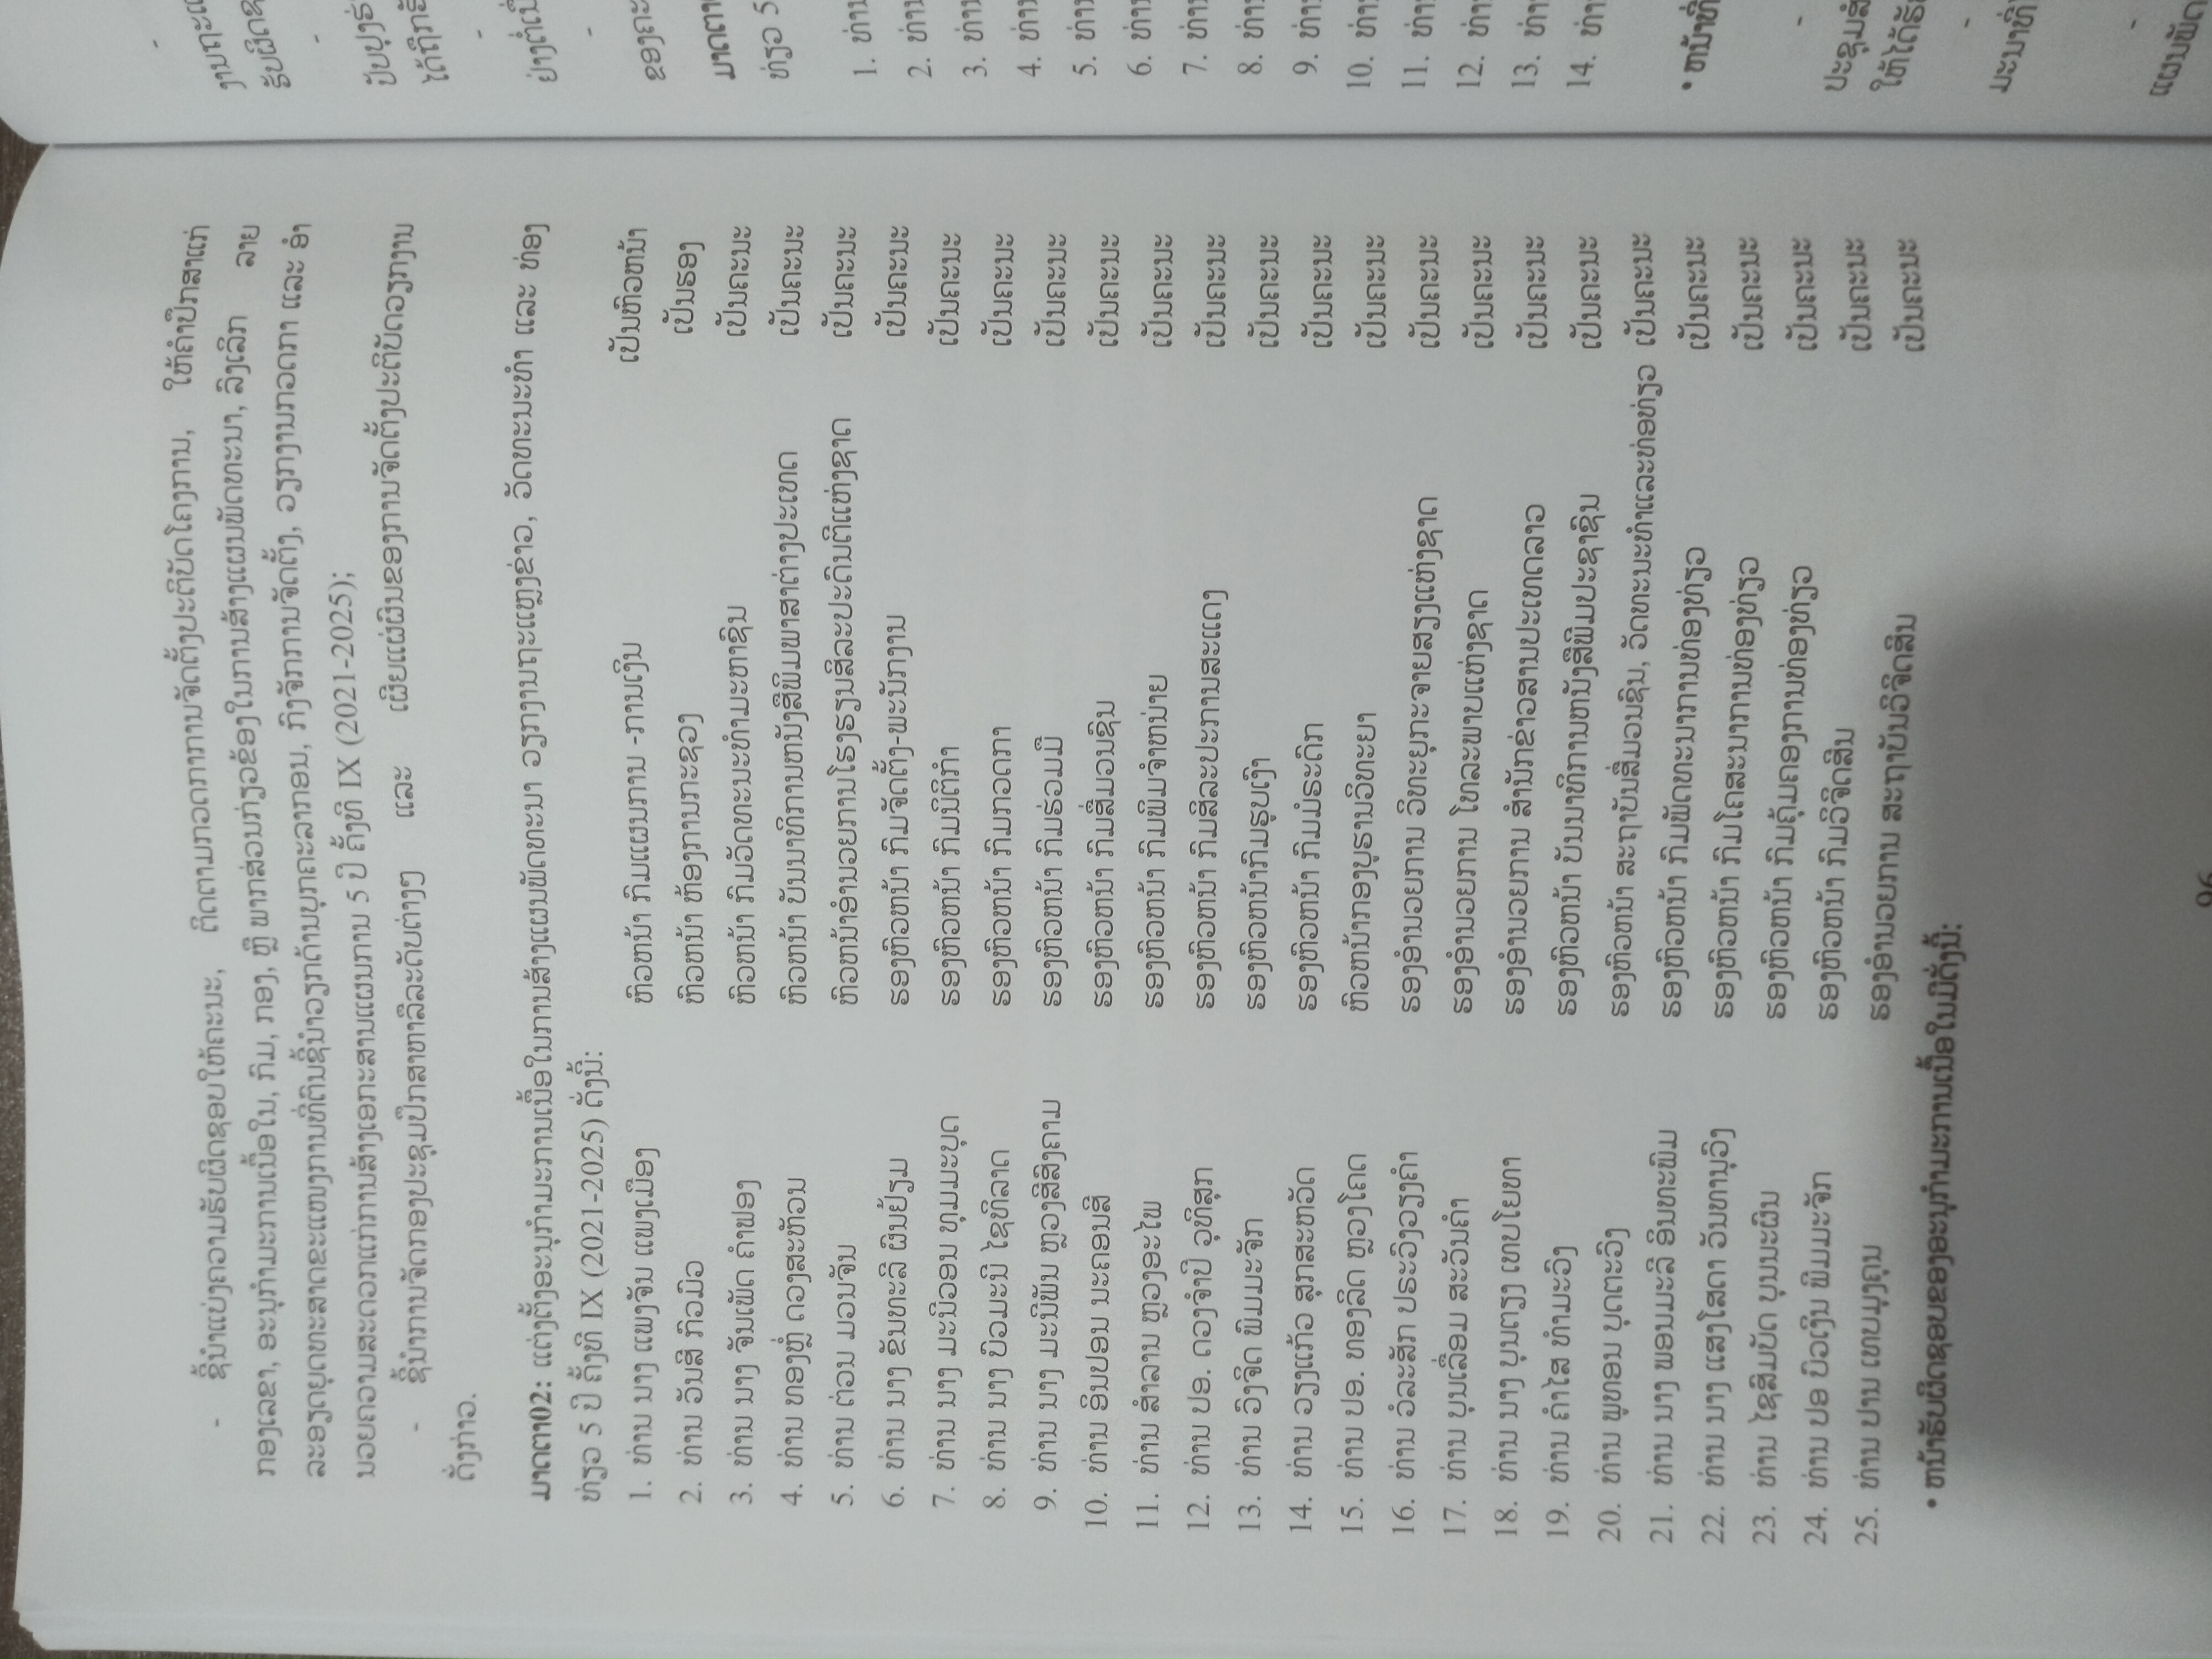 - ຊີ້ນຳແບ່ງຄວາມຮັບຜິດຊອບໃຫ້ຄະນະ, ຕິດຕາມກວດກາການຈັດຕັ້ງປະຕິບັດໂຄງການ, ໃຫ້ຄຳປຶກສາແກ່
ກອງເລຂາ, ອະນຸກຳມະການເນື້ອໃນ, ກົມ, ກອງ, ຫຼື ພາກສ່ວນກ່ຽວຂ້ອງໃນການສ້າງແຜນພັດທະນາ, ລົງເລິກ ລາຍ
ລະອຽດຍຸດທະສາດຂະແໜງການທີ່ຕົນຊີ້ນຳວຽກດ້ານບຸກຄະລາກອນ, ກົງຈັກການຈັດຕັ້ງ, ວຽກງານກວດກາ ແລະ ອຳ
ນວຍຄວາມສະດວກແກ່ການສ້າງເອກະສານແຜນການ 5 ປີ ຄັ້ງທີ IX (2021-2025);
- ຊີ້ນຳການຈັດກອງປະຊຸມປຶກສາຫາລືລະດັບຕ່າງໆ ແລະ ເຜີຍແຜ່ຜົນຂອງການຈັດຕັ້ງປະຕິບັດວຽກງານ
ດັ່ງກ່າວ.
ມາດຕາ02: ແຕ່ງຕັ້ງອະນຸກຳມະການເນື້ອໃນການສ້າງແຜນພັດທະນາ ວຽກງານຖະແຫຼງຂ່າວ, ວັດທະນະທຳ ແລະ ທ່ອງ
ທ່ຽວ 5 ປີ ຄັ້ງທີ IX (2021-2025) ດັ່ງນີ້:
1. ທ່ານ ນາງ ແພງຈັນ ແພງເມືອງ ຫົວຫນ້າ ກົມແຜນການ -ການເງິນ ເປັນຫົວຫນ້າ
2. ທ່ານ ວັນສີ ກົວມົວ ຫົວຫນ້າ ຫ້ອງການກະຊວງ ເປັນຮອງ
3. ທ່ານ ນາງ ຈັນເພັດ ຄຳຟອງ ຫົວຫນ້າ ກົມວັດທະນະທຳມະຫາຊົນ ເປັນຄະນະ
4. ທ່ານ ທອງຫຼໍ່ ດວງສະຫັວນ ຫົວຫນ້າ ບັນນາທິການຫນັງສືພິມພາສາຕ່າງປະເທດ ເປັນຄະນະ
5. ທ່ານ ຕ່ວນ ມວນຈັນ ຫົວຫນ້າອຳນວຍການໂຮງຮຽນສິລະປະດົນຕີແຫ່ງຊາດ ເປັນຄະນະ
6. ທ່ານ ນາງ ຂັນທະລີ ຜົນຢ້ຽມ ຮອງຫົວຫນ້າ ກົມຈັດຕັ້ງ-ພະນັກງານ ເປັນຄະນະ
7. ທ່ານ ນາງ ມະນີວອນ ທຸມມະບຸດ ຮອງຫົວຫນ້າ ກົມນິຕິກຳ ເປັນຄະນະ
8. ທ່ານ ນາງ ບົວມະນີ ໄຊທິລາດ ຮອງຫົວຫນ້າ ກົມກວດກາ ເປັນຄະນະ
9. ທ່ານ ນາງ ມະນີພັນ ຫຼວງສີສົງຄາມ ຮອງຫົວຫນ້າ ກົມຮ່ວມມື ເປັນຄະນະ
10. ທ່ານ ອິນປອນ ນະຄອນສີ ຮອງຫົວຫນ້າ ກົມສື່ມວນຊົນ ເປັນຄະນະ
11. ທ່ານ ສຳລານ ຫຼວງອະໄພ ຮອງຫົວຫນ້າ ກົມພິມຈຳຫນ່າຍ ເປັນຄະນະ
12. ທ່ານ ປອ. ດວງຈຳປີ ວຸທິສຸກ ຮອງຫົວຫນ້າ ກົມສິລະປະການສະແດງ ເປັນຄະນະ
13. ທ່ານ ວົງຈິດ ພິມມະຈັກ ຮອງຫົວຫນ້າກົມຮູບເງົາ ເປັນຄະນະ
14. ທ່ານ ວຽງແກ້ວ ສຸກສະຫວັດ ຮອງຫົວຫນ້າ ກົມມໍຣະດົກ ເປັນຄະນະ
15. ທ່ານ ປອ. ທອງລິດ ຫຼວງໂຄດ ຫົວຫນ້າກອງບູຮານວິທະຍາ ເປັນຄະນະ
16. ທ່ານ ວໍລະສັກ ປຣະວົງວຽງຄຳ ຮອງອຳນວຍການ ວິທະຍຸກະຈາຍສຽງແຫ່ງຊາດ ເປັນຄະນະ
17. ທ່ານ ບຸນເລືອມ ສະວັນຄຳ ຮອງອຳນວຍການ ໂທລະພາບແຫ່ງຊາດ ເປັນຄະນະ
18. ທ່ານ ນາງ ບຸນຕຽງ ເທບໂຍທາ ຮອງອຳນວຍການ ສຳນັກຂ່າວສານປະເທດລາວ ເປັນຄະນະ
19. ທ່ານ ຄຳໄສ ທຳມະວົງ ຮອງຫົວຫນ້າ ບັນນາທິການຫນັງສືພິມປະຊາຊົນ ເປັນຄະນະ
20. ທ່ານ ພູທອນ ບຸດຕະວົງ ຮອງຫົວຫນ້າ ສະຖາບັນສື່ມວນຊົນ, ວັດທະນະທຳແລະທ່ອທ່ຽວ ເປັນຄະນະ
21. ທ່ານ ນາງ ພອນມະລີ ອິນທະພົມ ຮອງຫົວຫນ້າ ກົມພັດທະນາການທ່ອງທ່ຽວ ເປັນຄະນະ
22. ທ່ານ ນາງ ແສງໂສດາ ວັນທານຸວົງ ຮອງຫົວຫນ້າ ກົມໂຄສະນາການທ່ອງທ່ຽວ ເປັນຄະນະ
23. ທ່ານ ໄຊສົມບັດ ບຸນນະຜົນ ຮອງຫົວຫນ້າ ກົມຄຸ້ມຄອງການທ່ອງທ່ຽວ ເປັນຄະນະ
24. ທ່ານ ປອ ບົວເງິນ ພິມມະຈັກ ຮອງຫົວຫນ້າ ກົມວິຈິດສິນ ເປັນຄະນະ
25. ທ່ານ ປານ ເທບມຸງຄຸນ ຮອງອຳນວຍການ ສະຖາບັນວິຈິດສິນ ເປັນຄະນະ
• ຫນ້າຮັບຜິດຊອບຂອງອະນຸກຳມະການເນື້ອໃນມີດັ່ງນີ້:
-
ງານຖະແ
ຮັບຜິດຊ
-
ປັບປຸງຮ່
ໄດ້ຖືກຮັ
-
ຢ່າງຕໍ່ເນື່
-
ຂອງຄະ
ມາດຕາ
ທ່ຽວ 5
1. ທ່ານ
2. ທ່ານ
3. ທ່ານ
4. ທ່ານ
5. ທ່ານ
6. ທ່ານ
7. ທ່ານ
8. ທ່ານ
9. ທ່ານ
10. ທ່ານ
11. ທ່ານ
12. ທ່ານ
13. ທ່ານ
14. ທ່ານ
• ຫນ້າທີ່
-
ປະຊຸມສໍ
ໃຫ້ໄດ້ຮັ
-
ມະນາທີ່
-
ແຜນພັດ